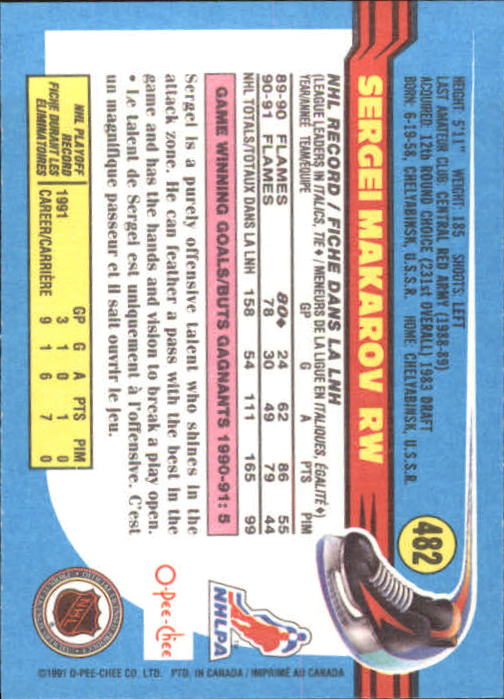 482
HEIGHT: 5'11" WEIGHT: 185 SHOOTS: LEFT
LAST AMATEUR CLUB: CENTRAL RED ARMY (1988-89)
ACQUIRED: 12th ROUND CHOICE (231st OVERALL) 1983 DRAFT
BORN: 6-19-58, CHELYABINSK, U.S.S.R. HOME: CHELYABINSK, U.S.S.R.
SERGEI MAKAROV RW
NHL RECORD / FICHE DANS LA LNH
(LEAGUE LEADERS IN ITALICS, TIE♦ / MENEURS DE LA LIGUE EN ITALIQUES, ÉGALITÉ♦)
YEAR/ANNÉE TEAM/ÉQUIPE GP G A PTS PIM
89-90 FLAMES 80♦ 24 62 86 55
90-91 FLAMES 78 30 49 79 44
NHL TOTALS/TOTAUX DANS LA LNH 158 54 111 165 99
GAME WINNING GOALS/BUTS GAGNANTS 1990-91: 5
Sergei is a purely offensive talent who shines in the
attack zone. He can feather a pass with the best in the
game and has the hands and vision to break a play open.
• Le talent de Sergei est uniquement à l'offensive. C'est
un magnifique passeur et il sait ouvrir le jeu.
NHL PLAYOFF
RECORD
FICHE DURANT LES
ÉLIMINATOIRES
GP G A PTS PIM
1991 3 1 0 1 0
CAREER/CARRIÈRE 9 1 6 7 0
NHLPA
TM
O-Pee-Chee
NHL
©1991 O-PEE-CHEE CO. LTD. PTD. IN CANADA / IMPRIMÉ AU CANADA